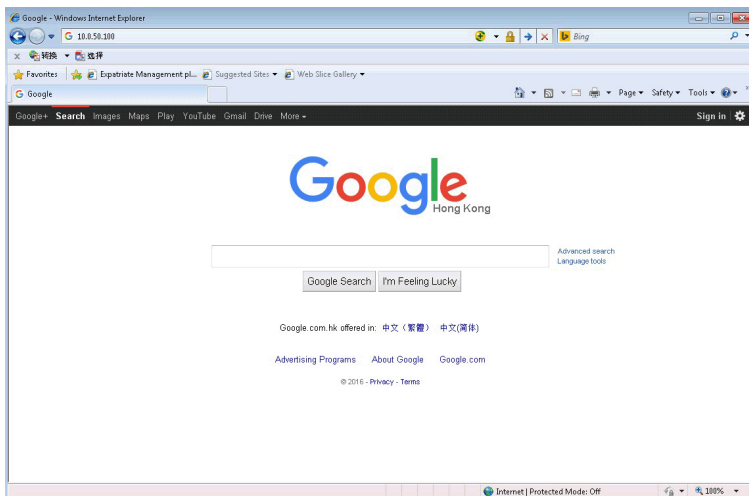 Google - Windows Internet Explorer
10.0.50.100
Bing
x 转换 选择
Favorites Expatriate Management pl... Suggested Sites Web Slice Gallery
Google
Page Safety Tools
Google+ Search Images Maps Play YouTube Gmail Drive More Sign in
Google
Hong Kong
Advanced search
Language tools
Google Search I'm Feeling Lucky
Google.com.hk offered in: 中文（繁體） 中文(简体)
Advertising Programs About Google Google.com
© 2016 - Privacy - Terms
Internet | Protected Mode: Off 100%